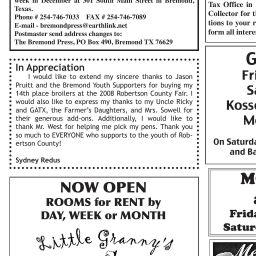 week in December at 301 South Main Street in Bremond,
Texas.
Phone # 254-746-7033 FAX # 254-746-7089
E-mail - bremondpress@earthlink.net
Postmaster send address changes to:
The Bremond Press, PO Box 490, Bremond TX 76629
In Appreciation
I would like to extend my sincere thanks to Jason
Pruitt and the Bremond Youth Supporters for buying my
14th place broilers at the 2008 Robertson County Fair. I
would also like to express my thanks to my Uncle Ricky
and GATX, the Farmer's Daughters, and Mrs. Sowell for
their generous add-ons. Additionally, I would like to thank
Mr. West for helping me pick my pens. Thank you
so much to EVERYONE who supports to the youth of Rob-
ertson County!
Sydney Redus
NOW OPEN
ROOMS for RENT by
DAY, WEEK or MONTH
Little Granny's
Tax Office in
Collector for t
tions to your
form all interes
G
Fri
Sa
Kosse
Me
On Saturda
and Ba
M
Frida
Satur